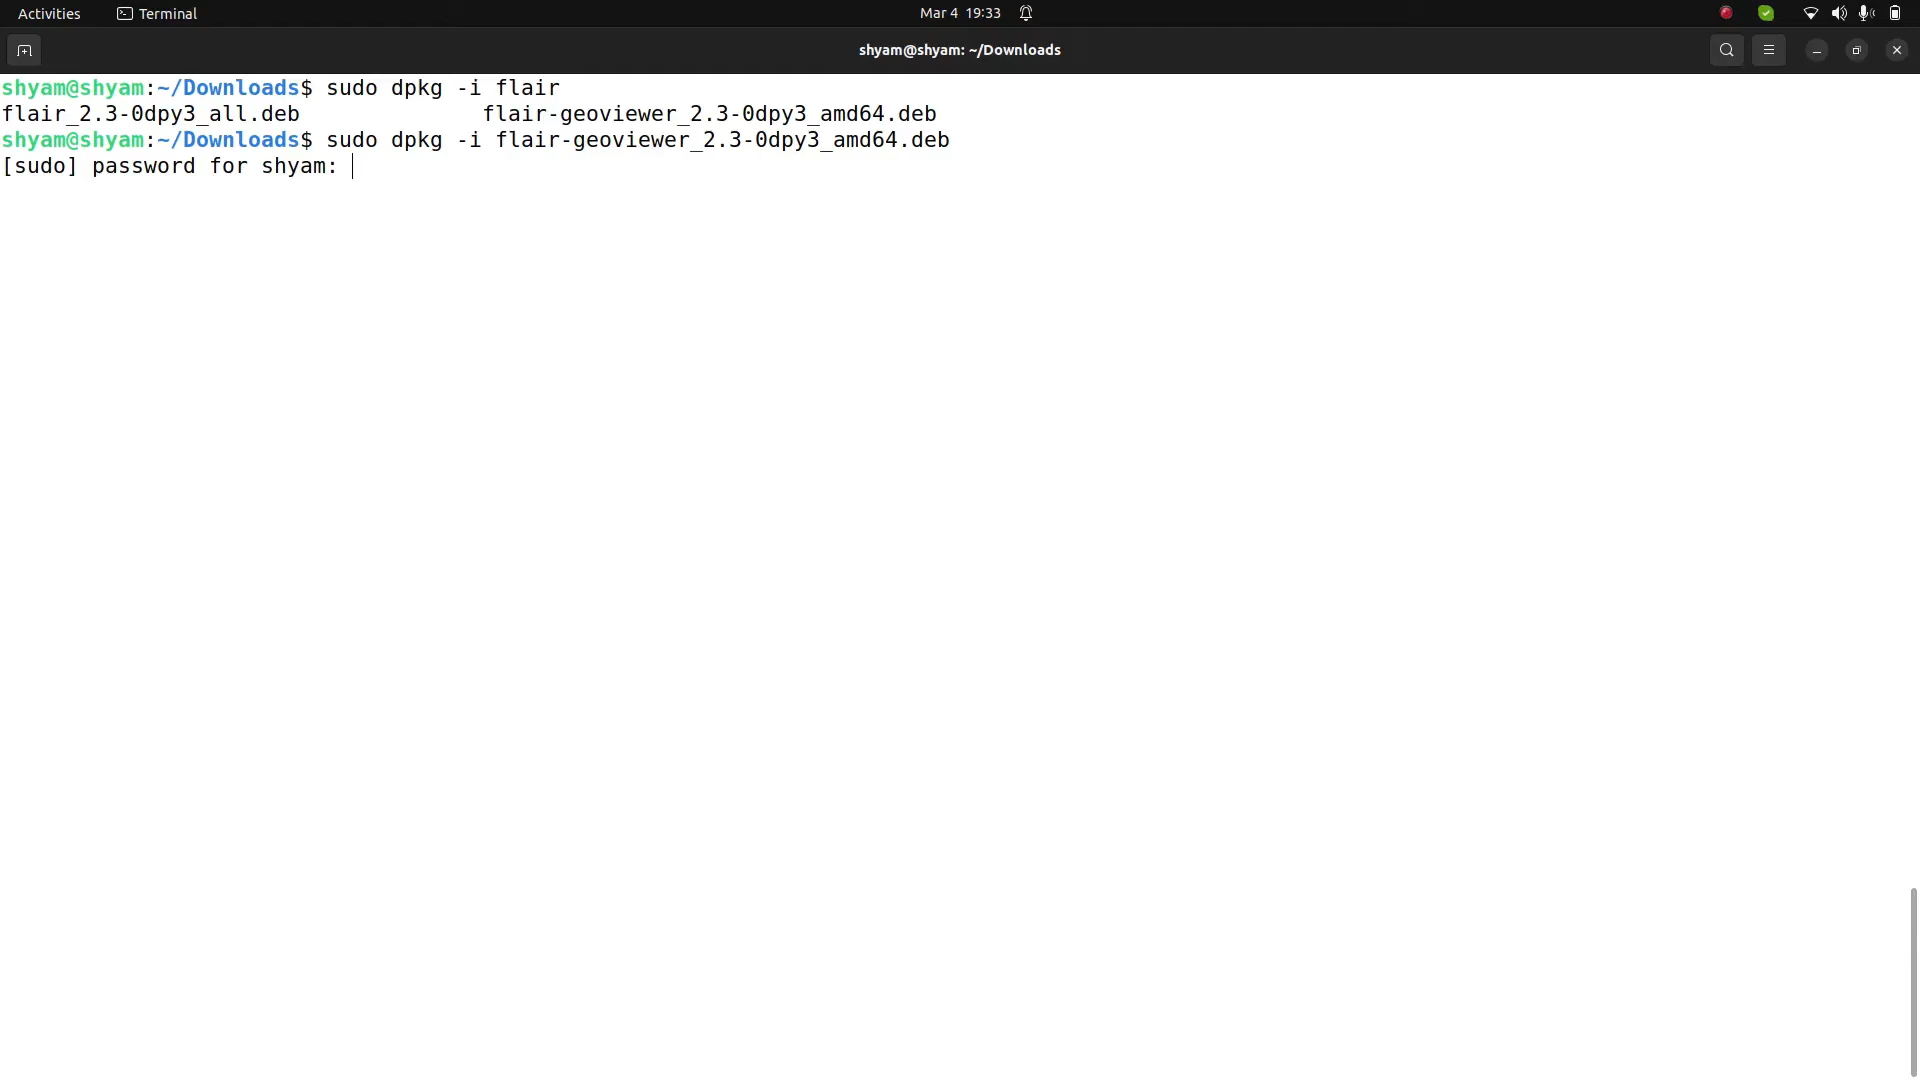 Activities Terminal Mar 4 19:33
shyam@shyam: ~/Downloads
shyam@shyam:~/Downloads$ sudo dpkg -i flair
flair_2.3-0dpy3_all.deb flair-geoviewer_2.3-0dpy3_amd64.deb
shyam@shyam:~/Downloads$ sudo dpkg -i flair-geoviewer_2.3-0dpy3_amd64.deb
[sudo] password for shyam: